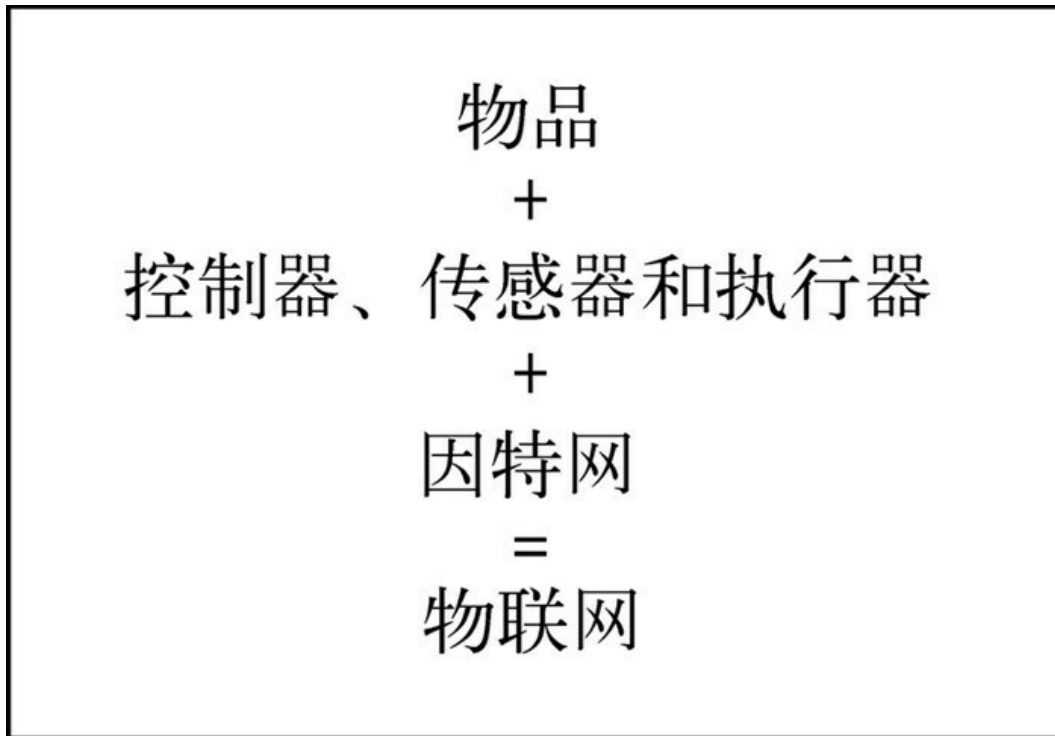 物品
+
控制器、传感器和执行器
+
因特网
=
物联网